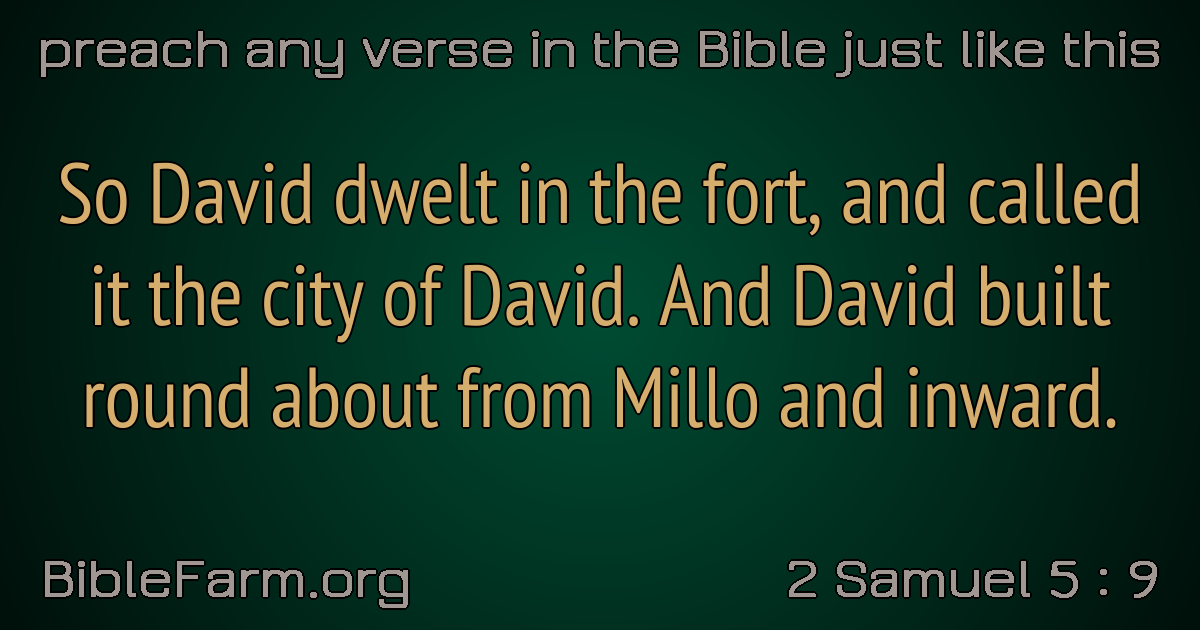 preach any verse in the Bible just like this
So David dwelt in the fort, and called
it the city of David. And David built
round about from Millo and inward.
BibleFarm.org
2 Samuel 5 : 9